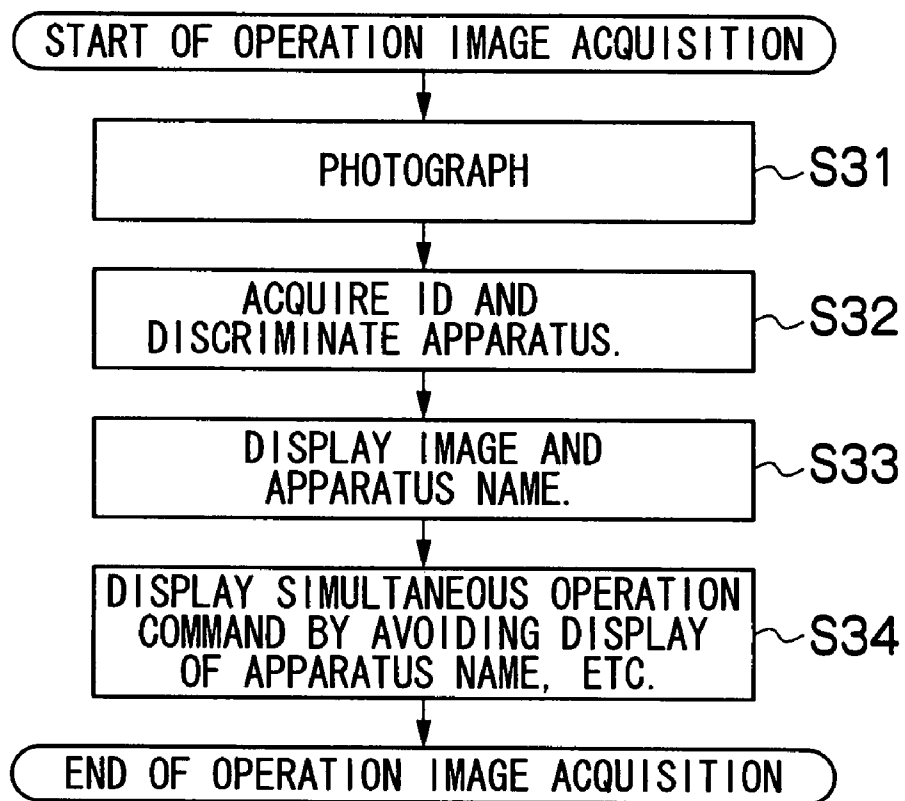 START OF OPERATION IMAGE ACQUISITION
PHOTOGRAPH
S31
ACQUIRE ID AND
DISCRIMINATE APPARATUS.
S32
DISPLAY IMAGE AND
APPARATUS NAME.
S33
DISPLAY SIMULTANEOUS OPERATION
COMMAND BY AVOIDING DISPLAY
OF APPARATUS NAME, ETC.
S34
END OF OPERATION IMAGE ACQUISITION